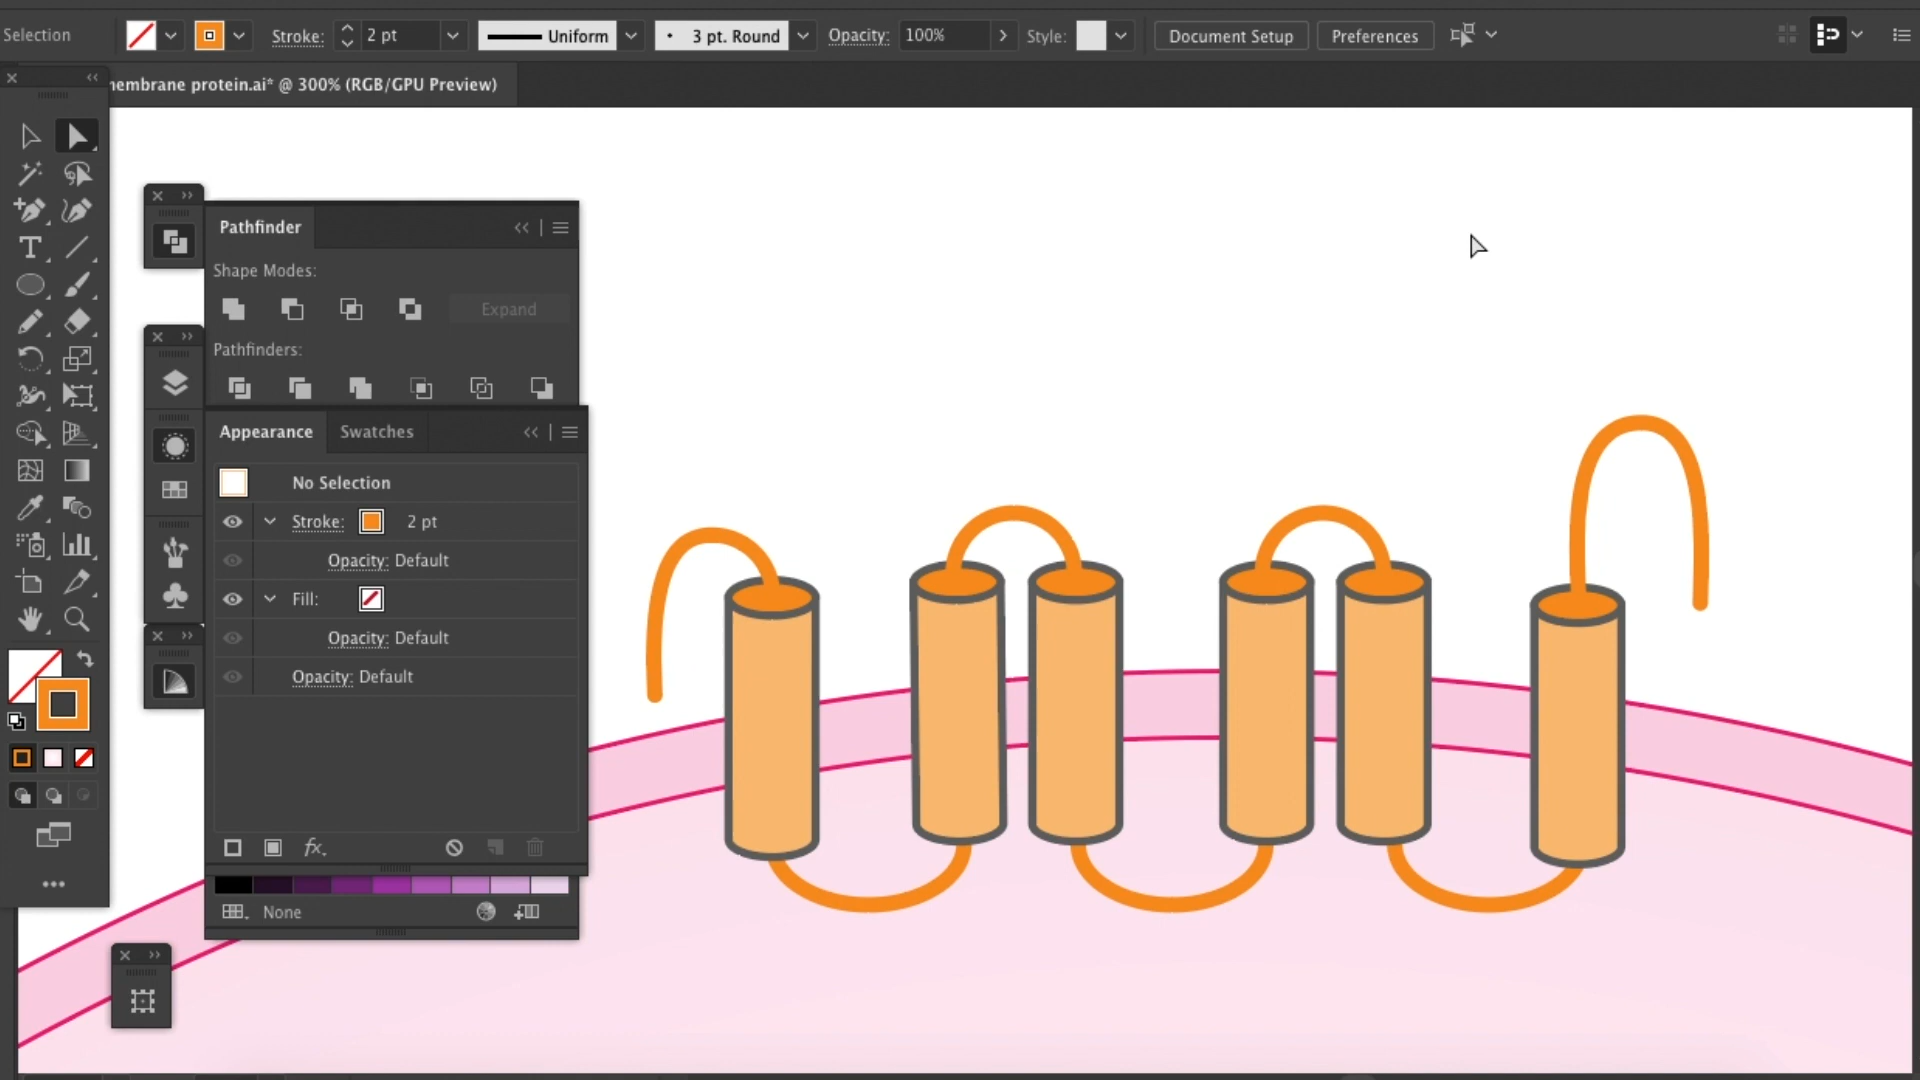 Selection
Stroke:
2 pt
Uniform
3 pt. Round
Opacity:
100%
Style:
Document Setup
Preferences
embrane protein.ai* @ 300% (RGB/GPU Preview)
Pathfinder
Shape Modes:
Expand
Pathfinders:
Appearance
Swatches
No Selection
Stroke:
2 pt
Opacity: Default
Fill:
Opacity: Default
Opacity: Default
fx.
None